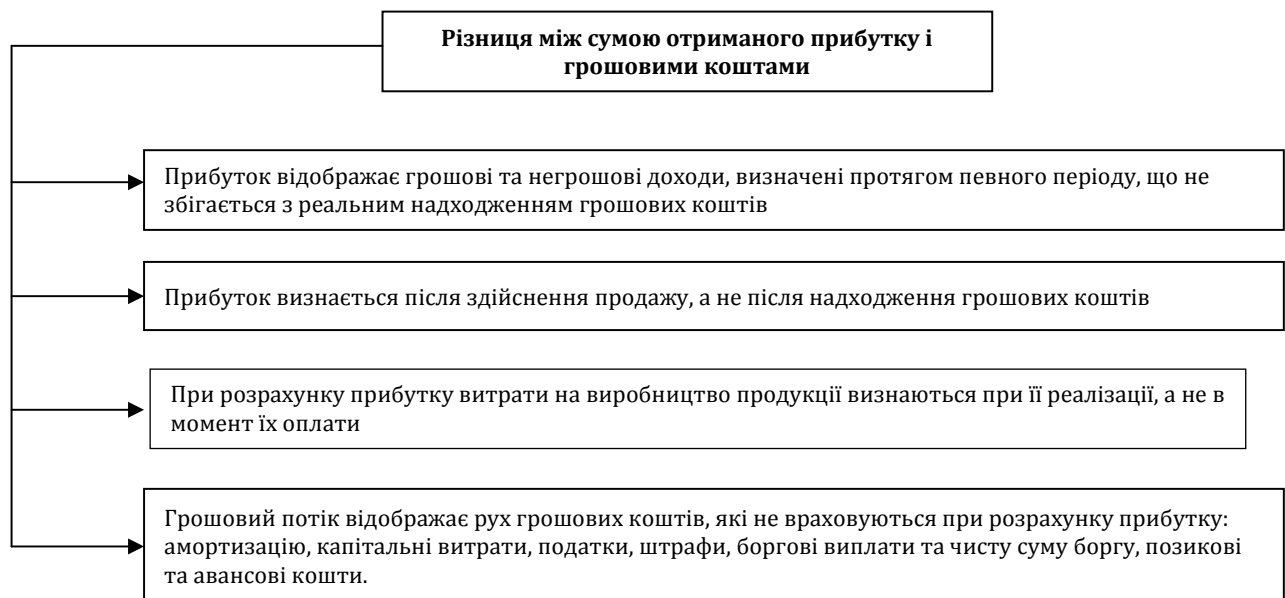 Різниця між сумою отриманого прибутку і
грошовими коштами
Прибуток відображає грошові та негрошові доходи, визначені протягом певного періоду, що не
збігається з реальним надходженням грошових коштів
Прибуток визнається після здійснення продажу, а не після надходження грошових коштів
При розрахунку прибутку витрати на виробництво продукції визнаються при її реалізації, а не в
момент їх оплати
Грошовий потік відображає рух грошових коштів, які не враховуються при розрахунку прибутку:
амортизацію, капітальні витрати, податки, штрафи, боргові виплати та чисту суму боргу, позикові
та авансові кошти.